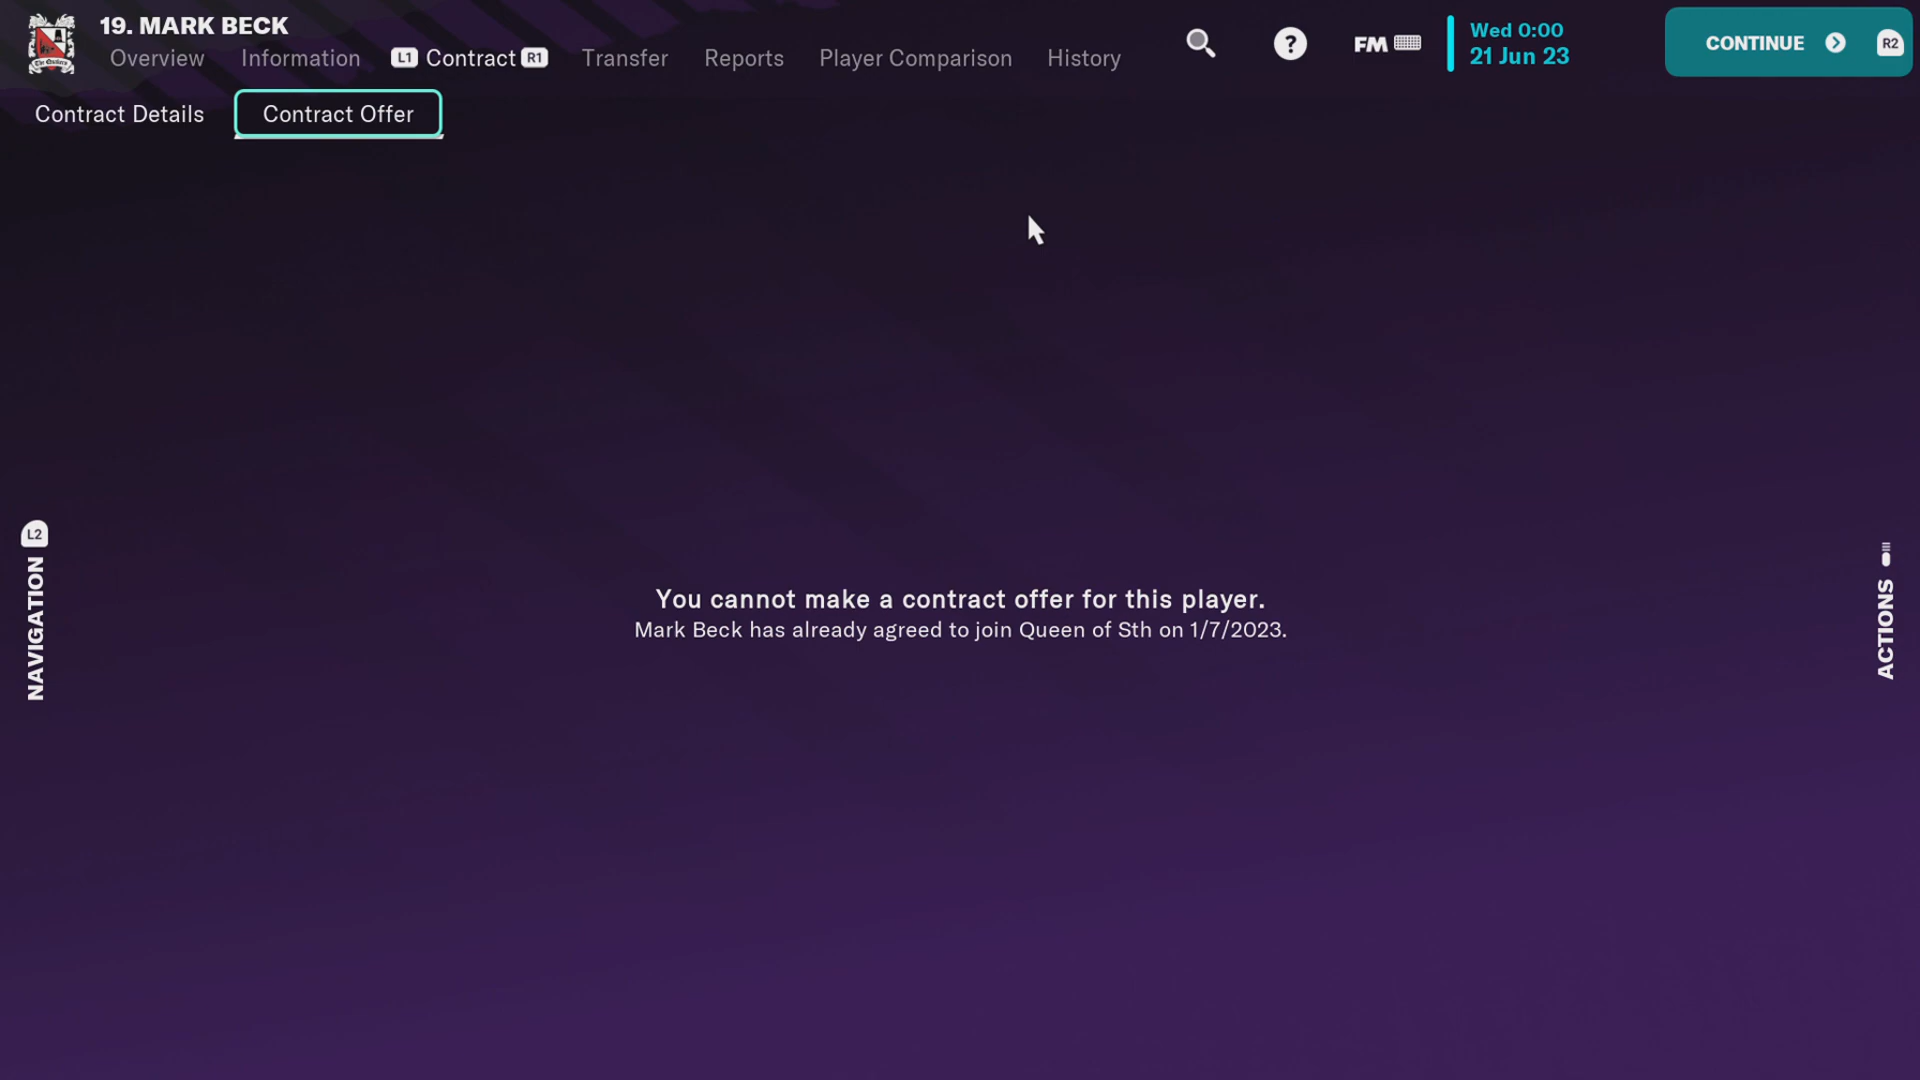 19. MARK BECK
Overview
Information
L1 Contract R1
Transfer
Reports
Player Comparison
History
?
FM
Wed 0:00
21 Jun 23
CONTINUE
R2
Contract Details
Contract Offer
NAVIGATION L2
You cannot make a contract offer for this player.
Mark Beck has already agreed to join Queen of Sth on 1/7/2023.
ACTIONS